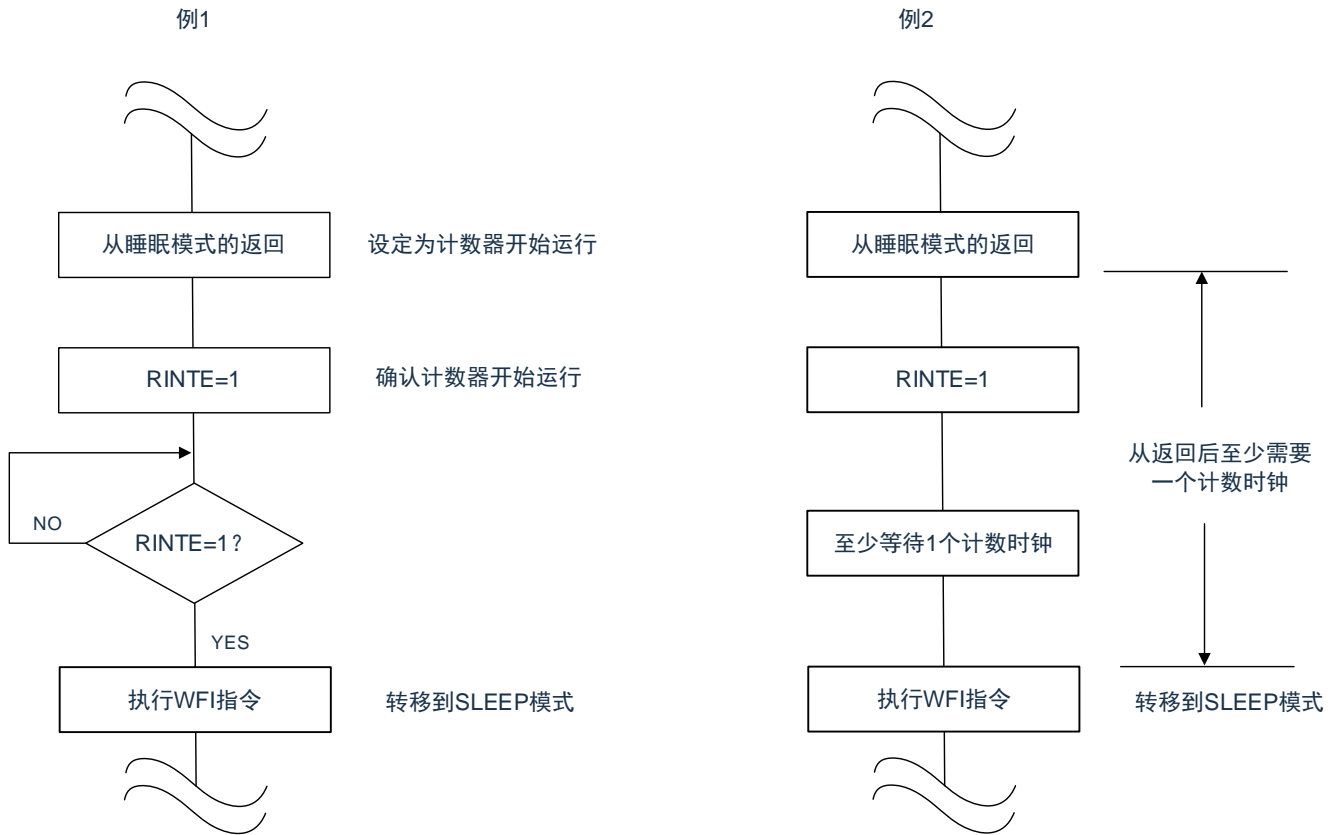 例1
从睡眠模式的返回
设定为计数器开始运行
RINTE=1
确认计数器开始运行
NO
RINTE=1?
YES
执行WFI指令
转移到SLEEP模式
例2
从睡眠模式的返回
RINTE=1
从返回后至少需要
一个计数时钟
至少等待1个计数时钟
执行WFI指令
转移到SLEEP模式